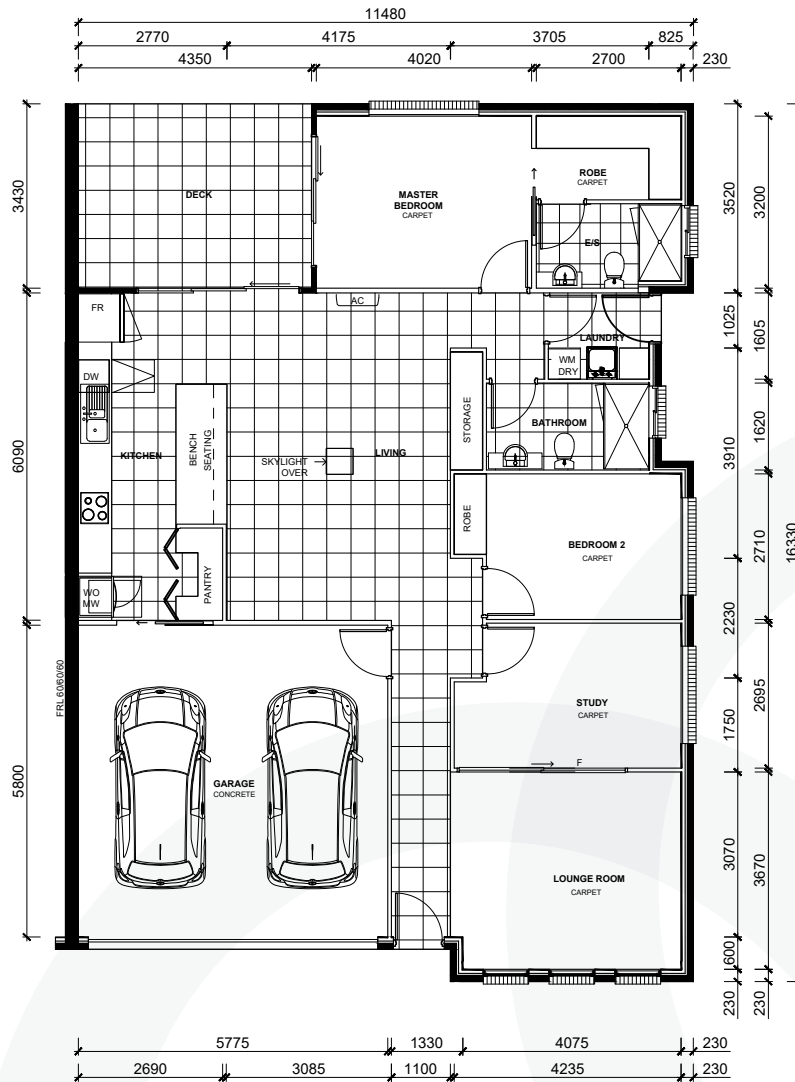 11480
2770 4175 3705 825
4350 4020 2700 230
3430
6090
5800
DECK
MASTER
BEDROOM
CARPET
ROBE
CARPET
E/S
FR
AC
LAUNDRY
WM
DRY
DW
KITCHEN
BENCH
SEATING
SKYLIGHT
OVER
LIVING
STORAGE
BATHROOM
ROBE
BEDROOM 2
CARPET
WO
MW
PANTRY
FRL 60/60/60
STUDY
CARPET
F
GARAGE
CONCRETE
LOUNGE ROOM
CARPET
3520
1025
3910
2230
1750
3070
600
230
3200
1605
1620
2710
2695
3670
230
16330
5775 1330 4075 230
2690 3085 1100 4235 230